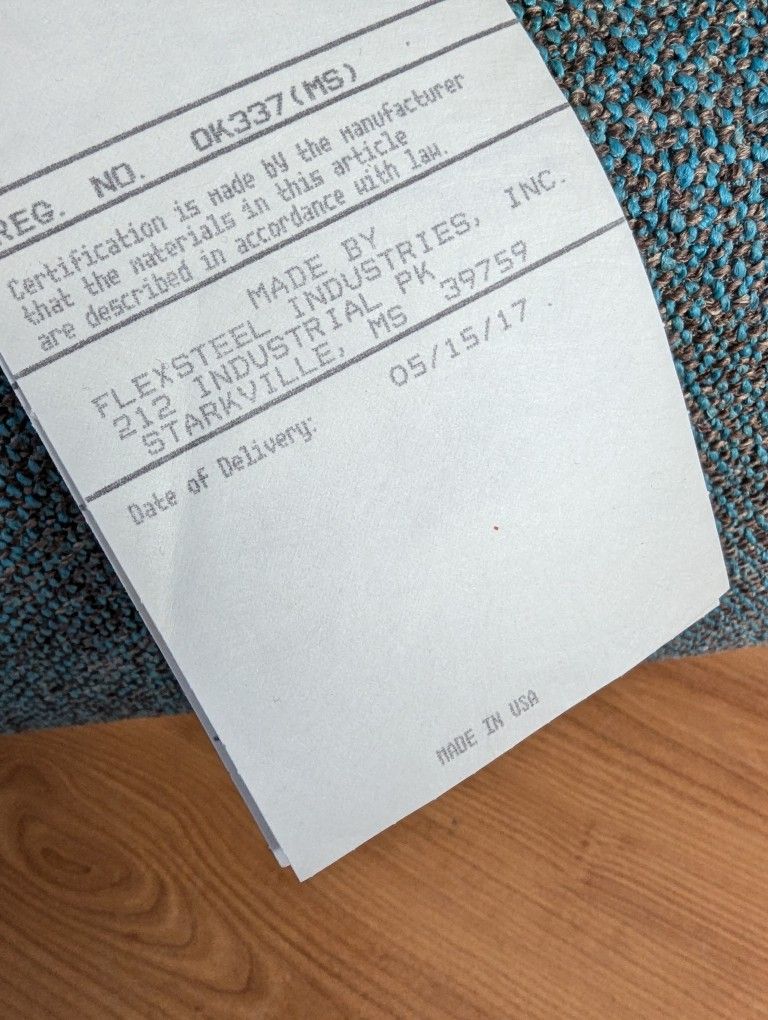 REG. NO. OK337(MS)
Certification is made by the manufacturer
that the materials in this article
are described in accordance with law.
MADE BY
FLEXSTEEL INDUSTRIES, INC.
212 INDUSTRIAL PK
STARKVILLE, MS 39759
Date of Delivery: 05/15/17
MADE IN USA